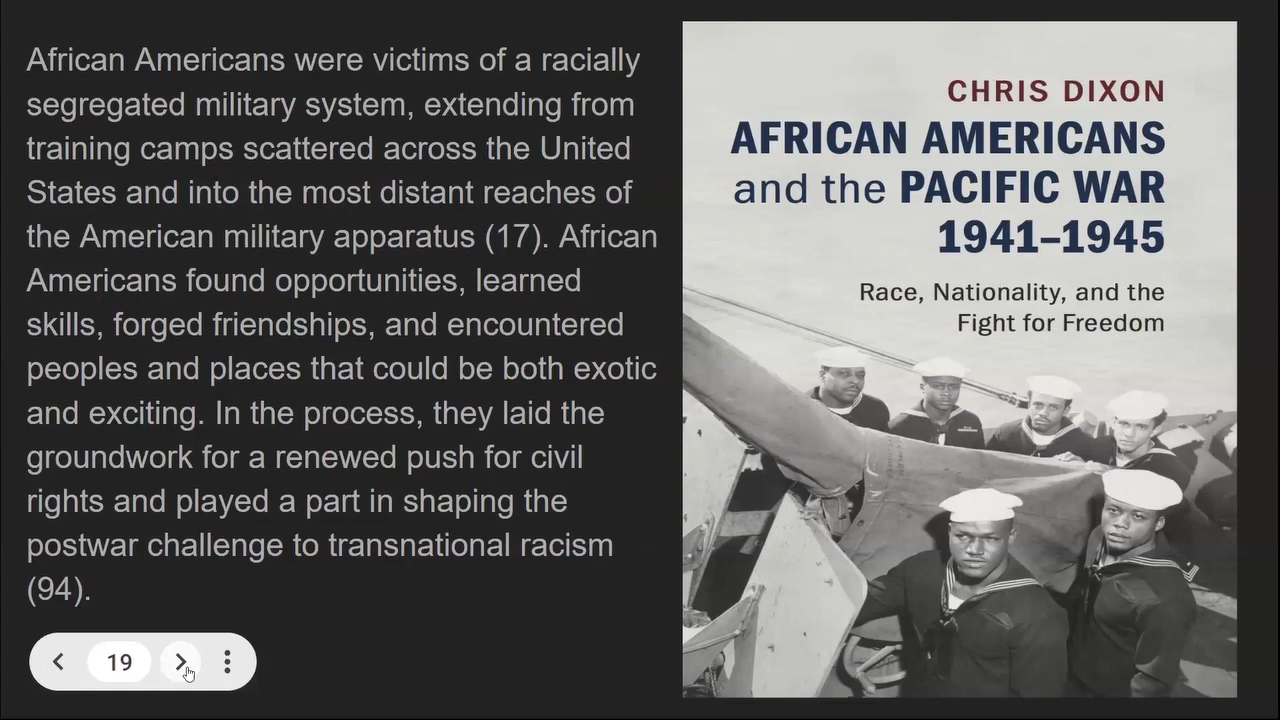 African Americans were victims of a racially
segregated military system, extending from
training camps scattered across the United
States and into the most distant reaches of
the American military apparatus (17). African
Americans found opportunities, learned
skills, forged friendships, and encountered
peoples and places that could be both exotic
and exciting. In the process, they laid the
groundwork for a renewed push for civil
rights and played a part in shaping the
postwar challenge to transnational racism
(94).
19
CHRIS DIXON
AFRICAN AMERICANS
and the PACIFIC WAR
1941–1945
Race, Nationality, and the
Fight for Freedom